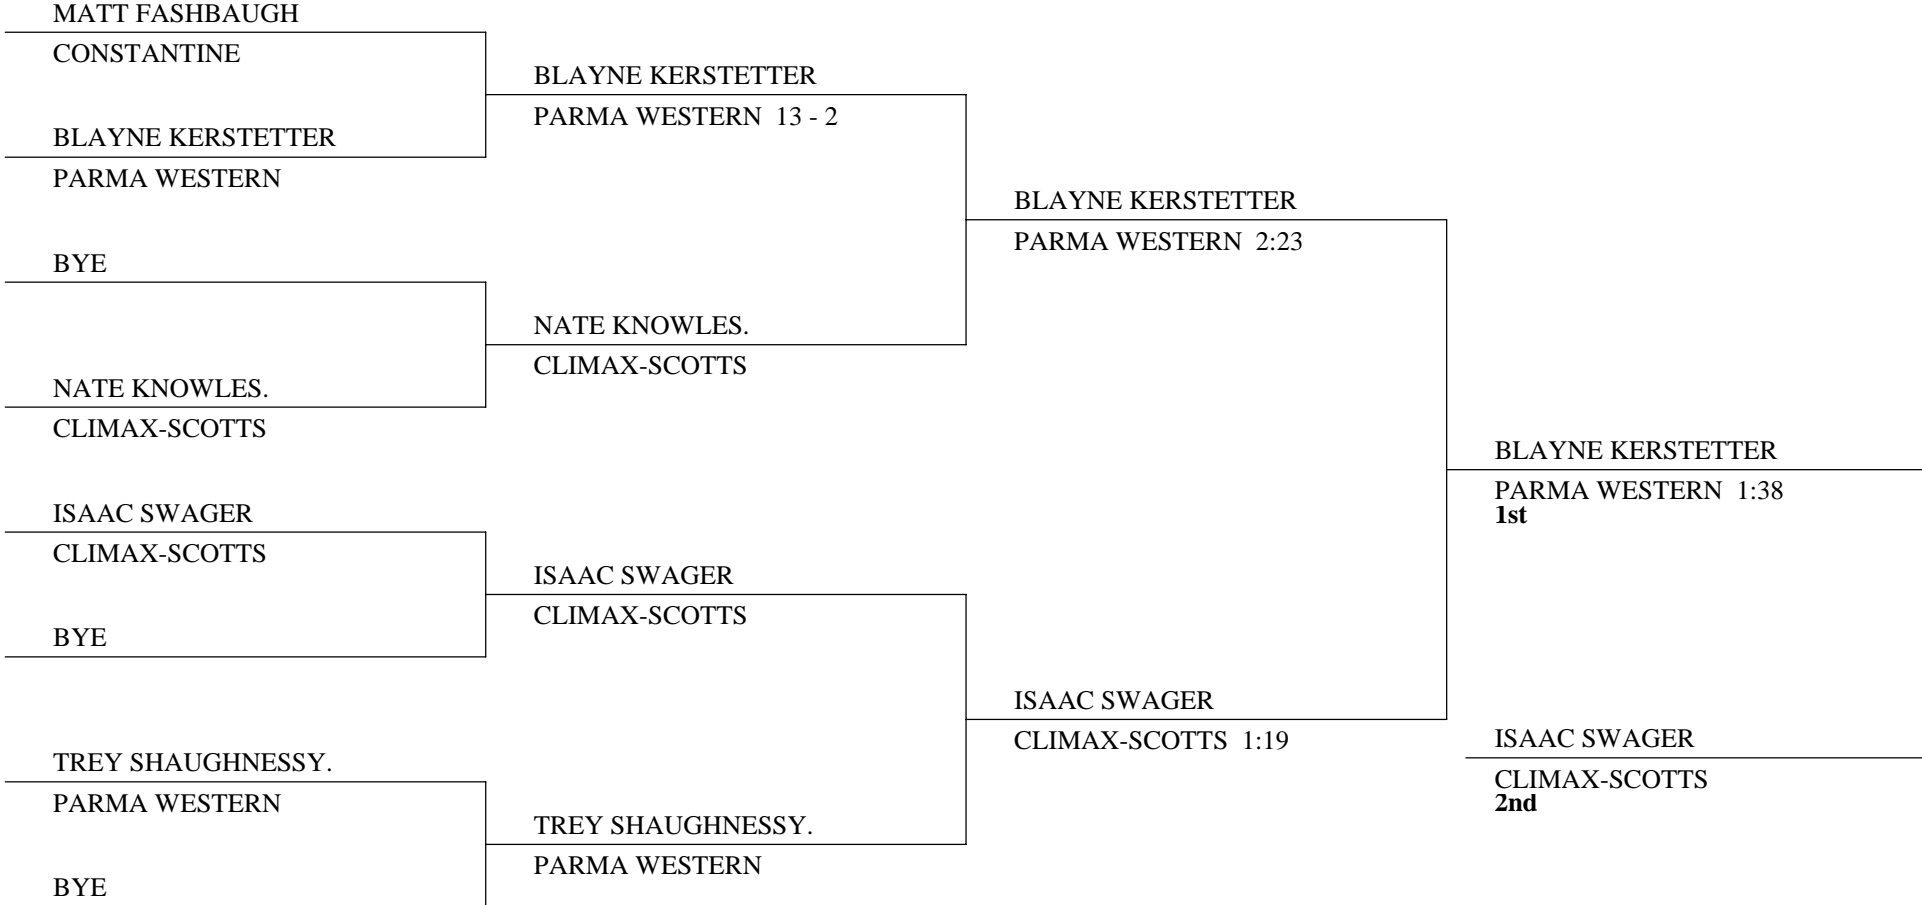 MATT FASHBAUGH
CONSTANTINE
BLAYNE KERSTETTER
PARMA WESTERN
BYE
NATE KNOWLES.
CLIMAX-SCOTTS
ISAAC SWAGER
CLIMAX-SCOTTS
BYE
TREY SHAUGHNESSY.
PARMA WESTERN
BYE
BLAYNE KERSTETTER
PARMA WESTERN 13 - 2
NATE KNOWLES.
CLIMAX-SCOTTS
ISAAC SWAGER
CLIMAX-SCOTTS
TREY SHAUGHNESSY.
PARMA WESTERN
BLAYNE KERSTETTER
PARMA WESTERN 2:23
ISAAC SWAGER
CLIMAX-SCOTTS 1:19
BLAYNE KERSTETTER
PARMA WESTERN 1:38
1st
ISAAC SWAGER
CLIMAX-SCOTTS
2nd